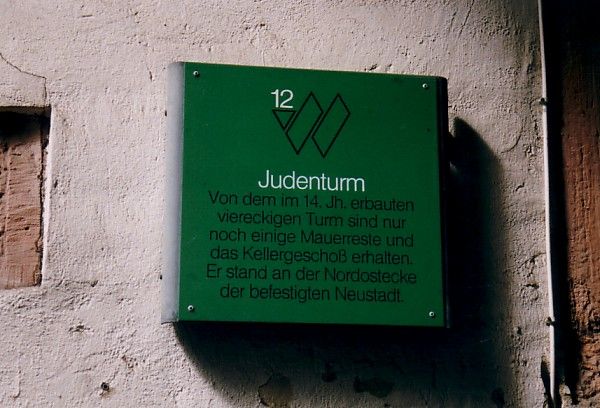 12
Judenturm
Von dem im 14. Jh. erbauten
viereckigen Turm sind nur
noch einige Mauerreste und
das Kellergeschoß erhalten.
Er stand an der Nordostecke
der befestigten Neustadt.